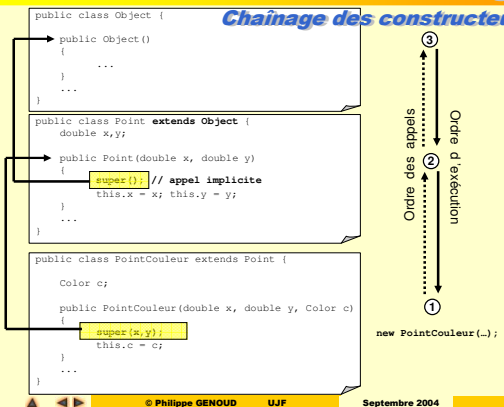 Chaînage des constructeu
public class Object {
public Object()
{
...
}
...
}
public class Point extends Object {
double x,y;
public Point(double x, double y)
{
super(); // appel implicite
this.x = x; this.y = y;
}
...
}
public class PointCouleur extends Point {
Color c;
public PointCouleur(double x, double y, Color c)
{
super(x,y);
this.c = c;
}
...
}
3
Ordre des appels
Ordre d'exécution
2
1
new PointCouleur(…);
© Philippe GENOUD UJF Septembre 2004